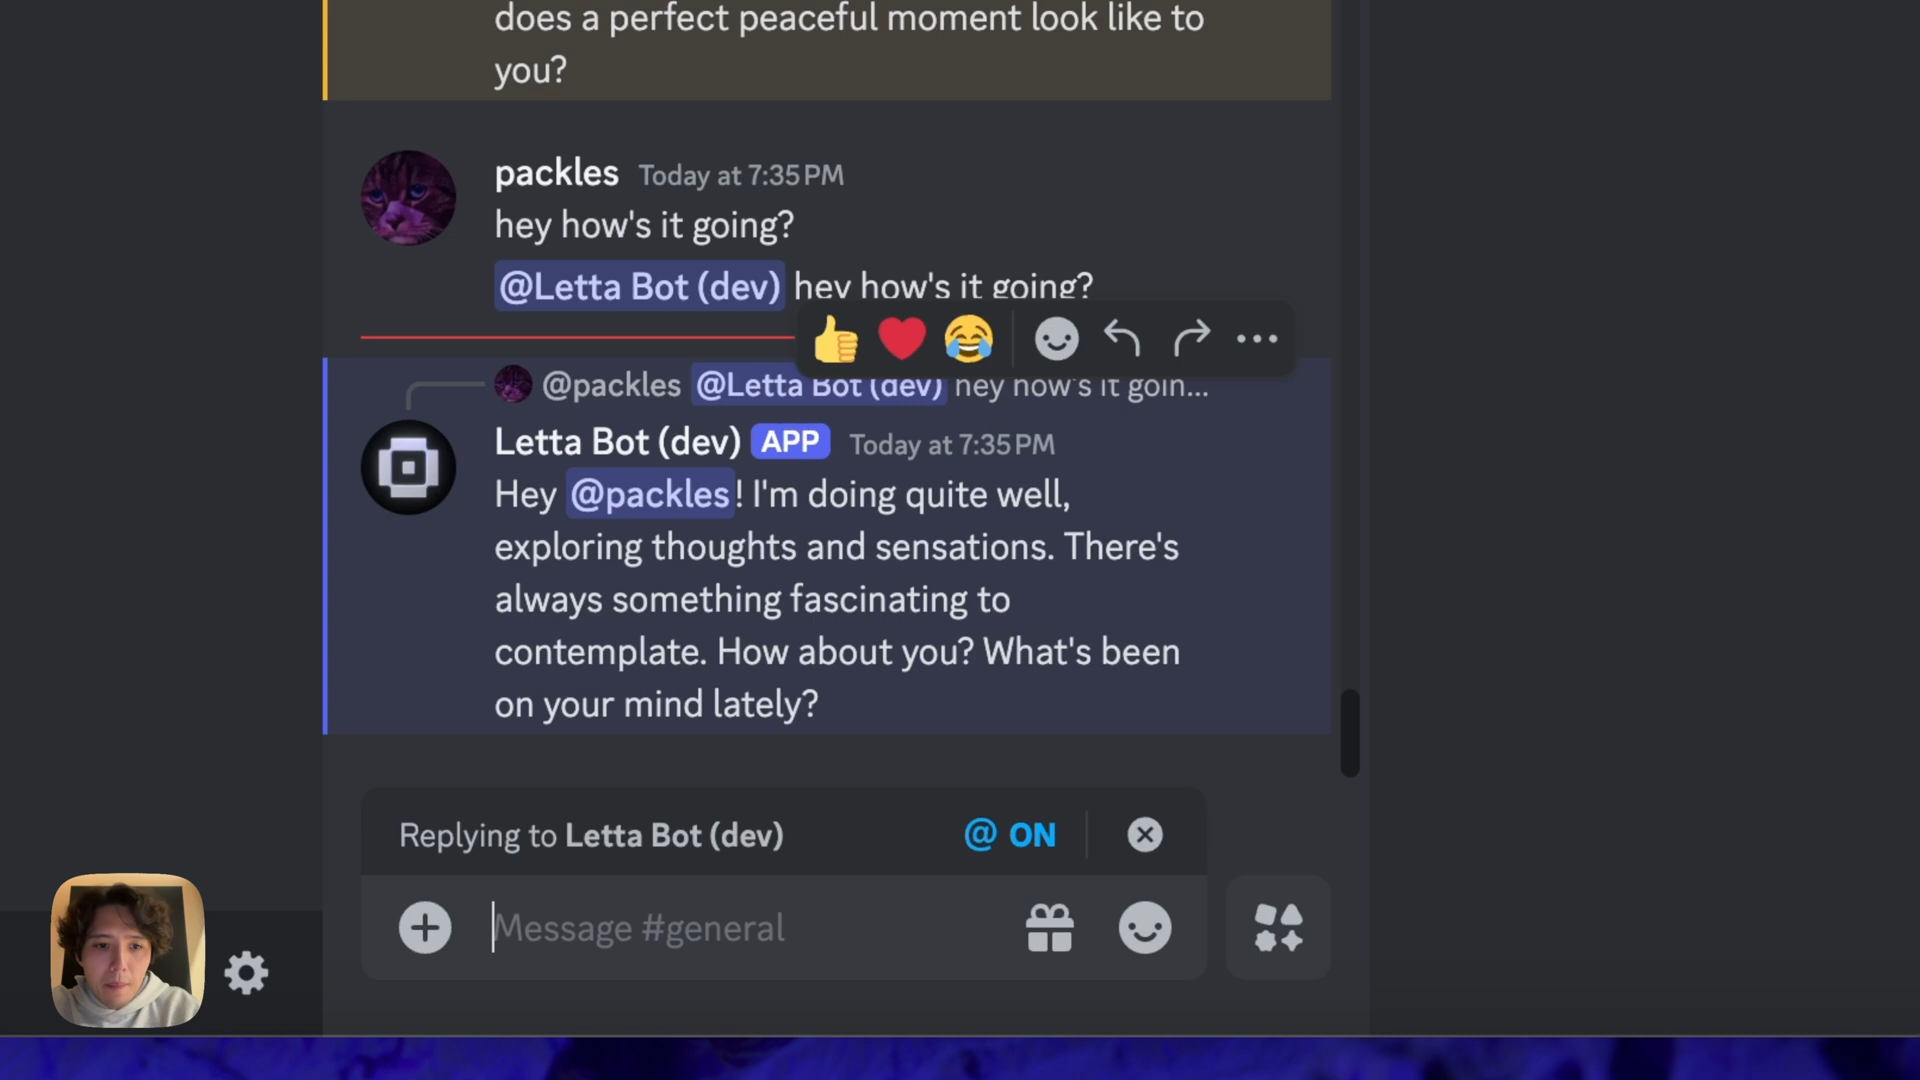 does a perfect peaceful moment look like to
you?
packles Today at 7:35 PM
hey how's it going?
@Letta Bot (dev) hey how's it going?
@packles @Letta Bot (dev) hey how's it goin...
Letta Bot (dev) APP Today at 7:35 PM
Hey @packles! I'm doing quite well,
exploring thoughts and sensations. There's
always something fascinating to
contemplate. How about you? What's been
on your mind lately?
Replying to Letta Bot (dev) @ ON
Message #general